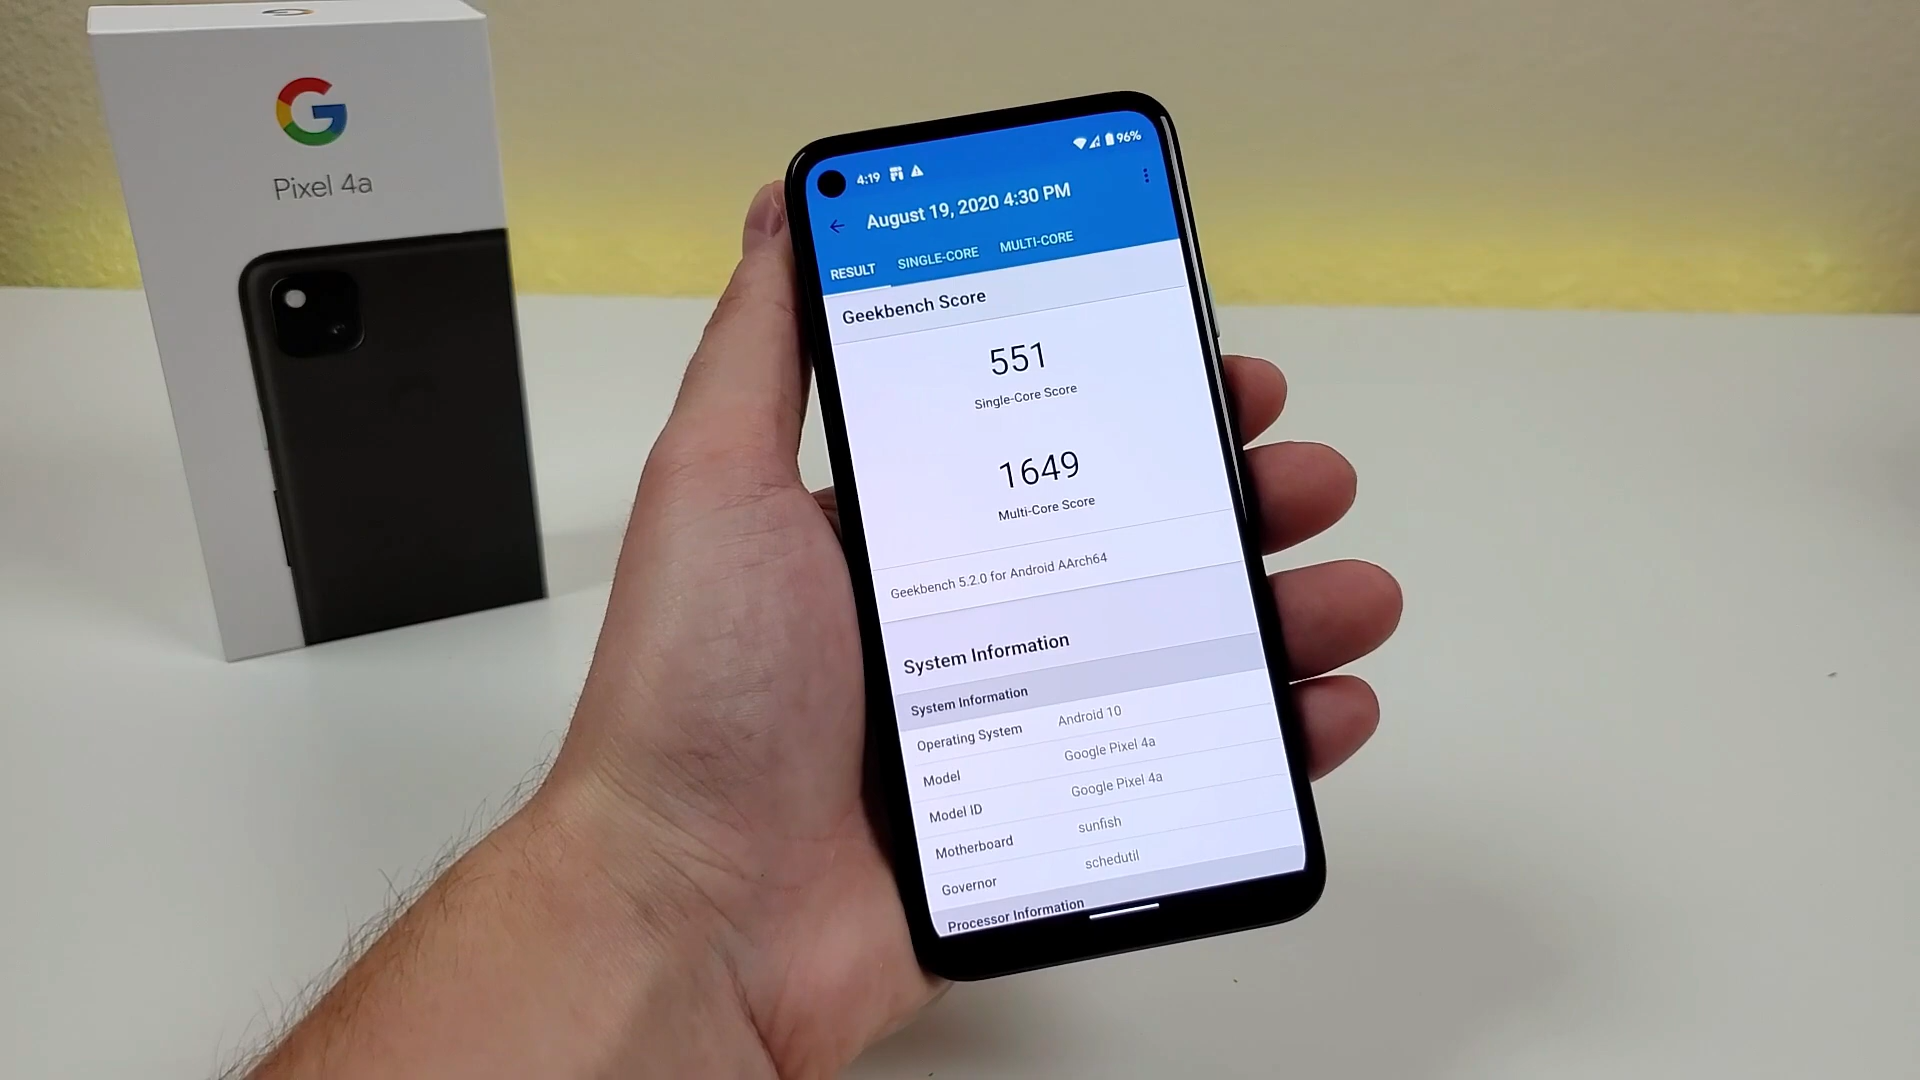 G
Pixel 4a
4:19
96%
August 19, 2020 4:30 PM
RESULT SINGLE-CORE MULTI-CORE
Geekbench Score
551
Single-Core Score
1649
Multi-Core Score
Geekbench 5.2.0 for Android AArch64
System Information
System Information
Operating System Android 10
Model Google Pixel 4a
Model ID Google Pixel 4a
Motherboard sunfish
Governor schedutil
Processor Information